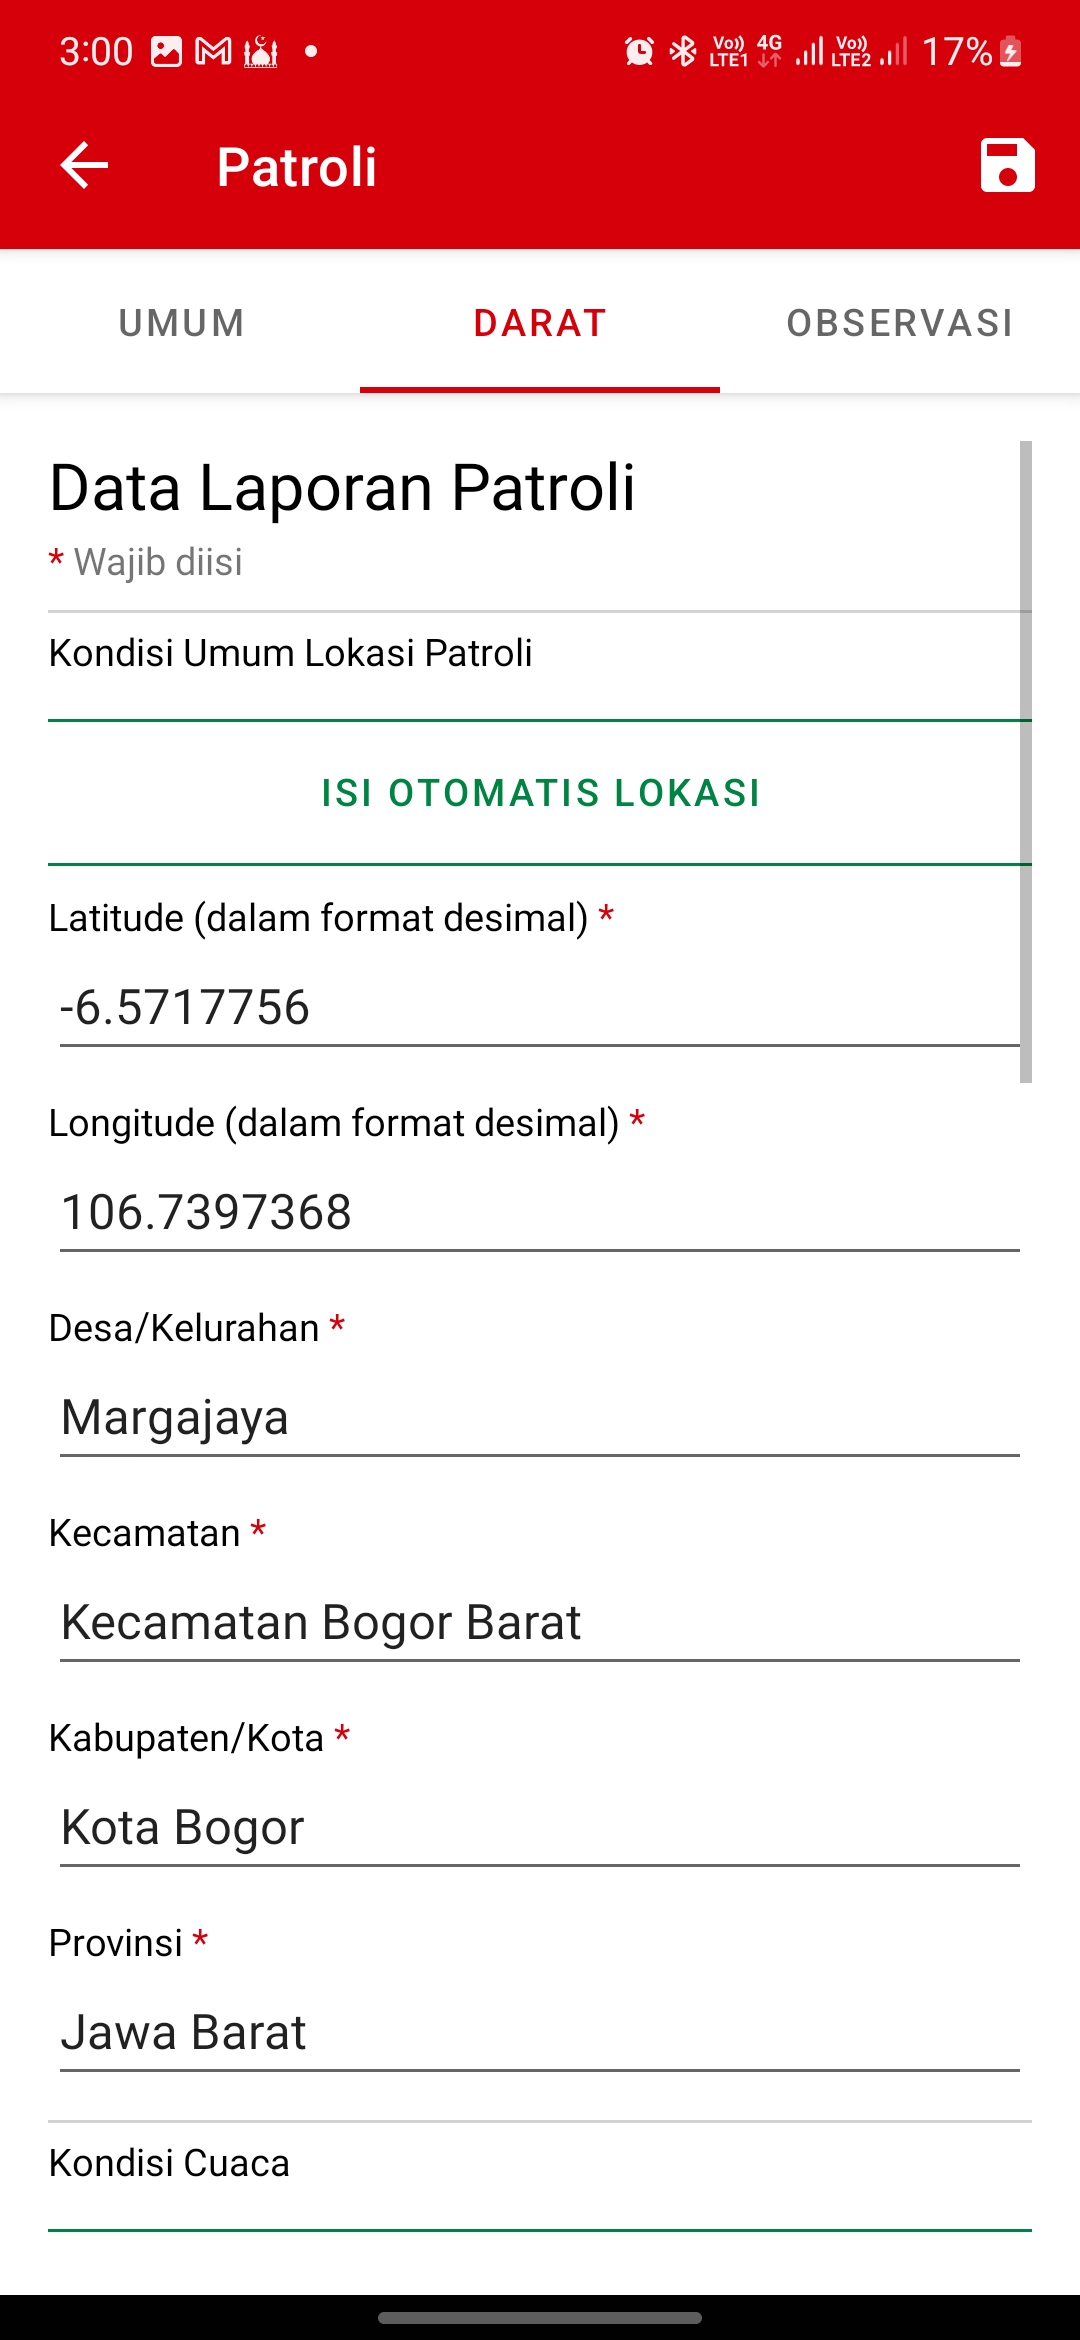 3:00
Vo)) LTE1 4G Vo)) LTE2 17%
Patroli
UMUM DARAT OBSERVASI
Data Laporan Patroli
* Wajib diisi
Kondisi Umum Lokasi Patroli
ISI OTOMATIS LOKASI
Latitude (dalam format desimal) *
-6.5717756
Longitude (dalam format desimal) *
106.7397368
Desa/Kelurahan *
Margajaya
Kecamatan *
Kecamatan Bogor Barat
Kabupaten/Kota *
Kota Bogor
Provinsi *
Jawa Barat
Kondisi Cuaca